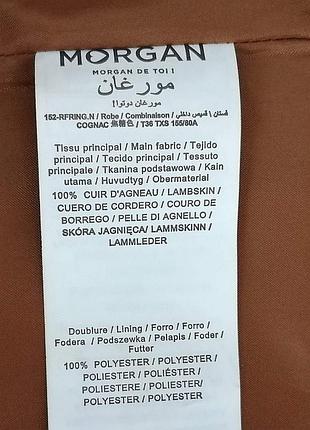 MORGAN
MORGAN DE TOI !
مورغان
مورغان دوتوا!
152-RFRING.N / Robe / Combinaison / فستان \ قميص داخلي
COGNAC 焦糖色 / T36 TXS 155/80A
Tissu principal / Main fabric / Tejido
principal / Tecido principal / Tessuto
principale / Tkanina podstawowa / Kain
utama / Huvudtyg / Obermaterial
100% CUIR D'AGNEAU / LAMBSKIN /
CUERO DE CORDERO / COURO DE
BORREGO / PELLE DI AGNELLO /
SKÓRA JAGNIĘCA/ LAMMSKINN /
LAMMLEDER
Doublure / Lining / Forro / Forro /
Fodera / Podszewka / Pelapis / Foder /
Futter
100% POLYESTER / POLYESTER /
POLIESTER / POLIÉSTER /
POLIESTERE / POLIESTER/
POLYESTER/ POLYESTER /
POLYESTER